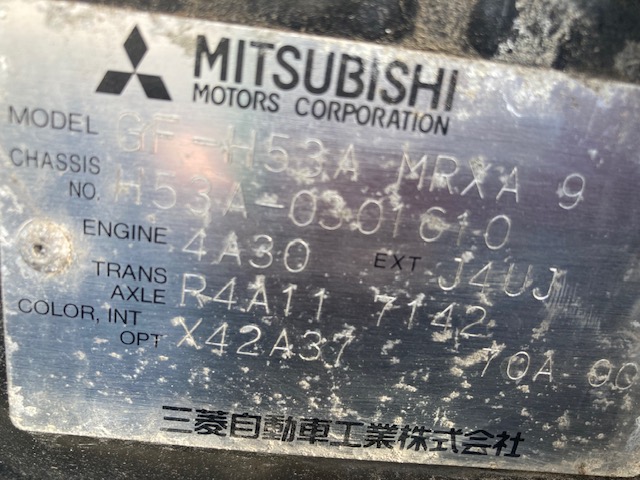 MITSUBISHI
MOTORS CORPORATION
MODEL GF-H53A MRXA 9
CHASSIS NO. H53A-0301610
ENGINE 4A30 EXT J4UJ
TRANS AXLE R4A11 7142
COLOR, INT OPT X42A37 70A 00
三菱自動車工業株式会社